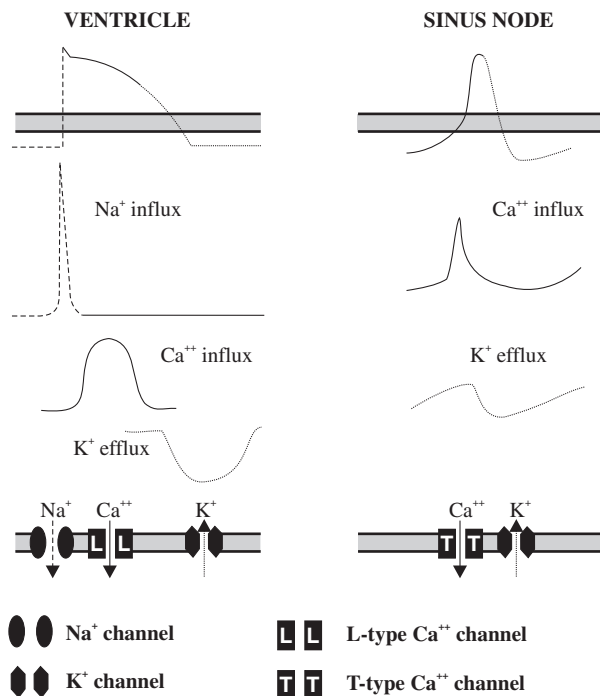 VENTRICLE
SINUS NODE
Na⁺ influx
Ca⁺⁺ influx
Ca⁺⁺ influx
K⁺ efflux
K⁺ efflux
Na⁺ Ca⁺⁺ K⁺
L L
Ca⁺⁺ K⁺
T T
Na⁺ channel
L L L-type Ca⁺⁺ channel
K⁺ channel
T T T-type Ca⁺⁺ channel